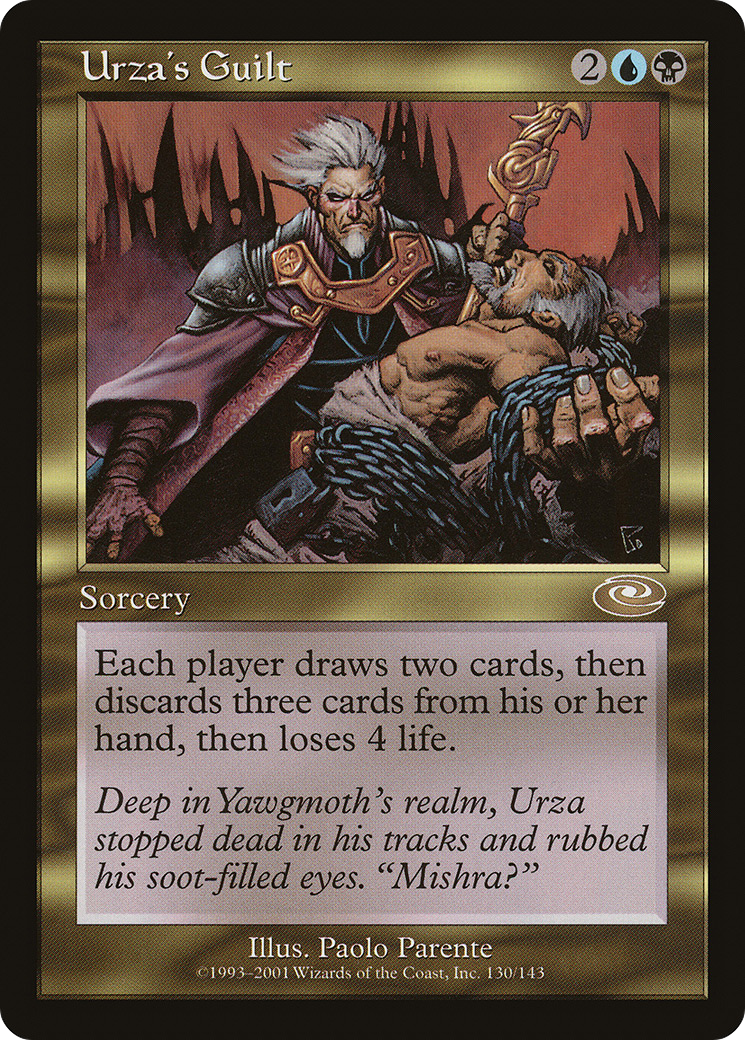 Urza's Guilt
2
Sorcery
Each player draws two cards, then
discards three cards from his or her
hand, then loses 4 life.
Deep in Yawgmoth's realm, Urza
stopped dead in his tracks and rubbed
his soot-filled eyes. “Mishra?”
Illus. Paolo Parente
©1993–2001 Wizards of the Coast, Inc. 130/143